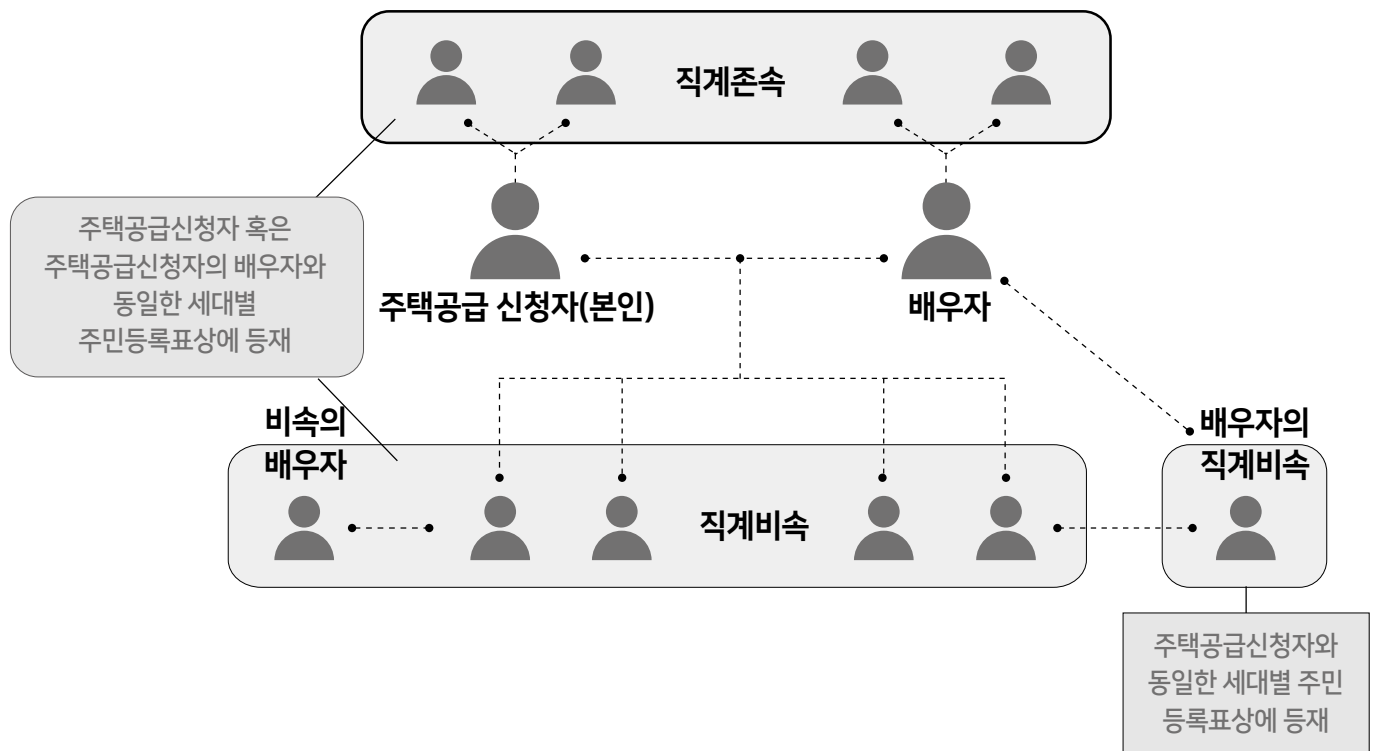 직계존속
주택공급신청자 혹은
주택공급신청자의 배우자와
동일한 세대별
주민등록표상에 등재
주택공급 신청자(본인)
배우자
비속의
배우자
직계비속
배우자의
직계비속
주택공급신청자와
동일한 세대별 주민
등록표상에 등재